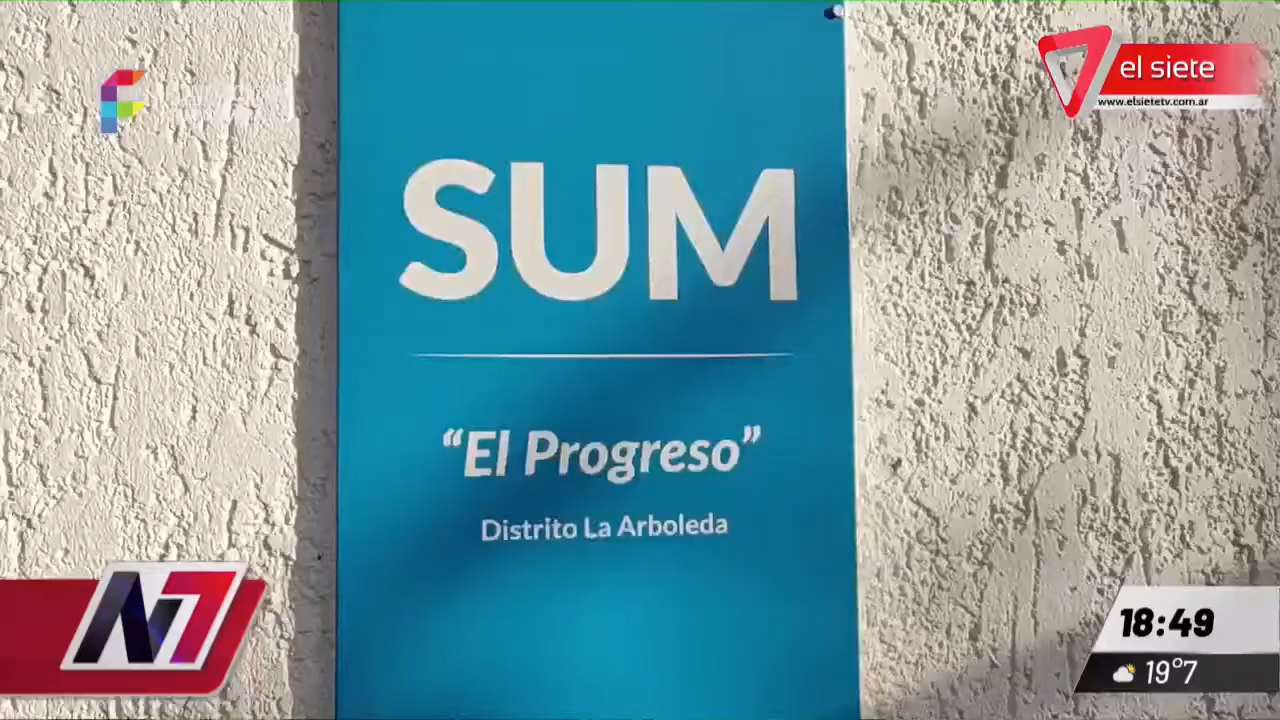 el siete
www.elsietetv.com.ar
SUM
“El Progreso”
Distrito La Arboleda
N7
18:49
19°7